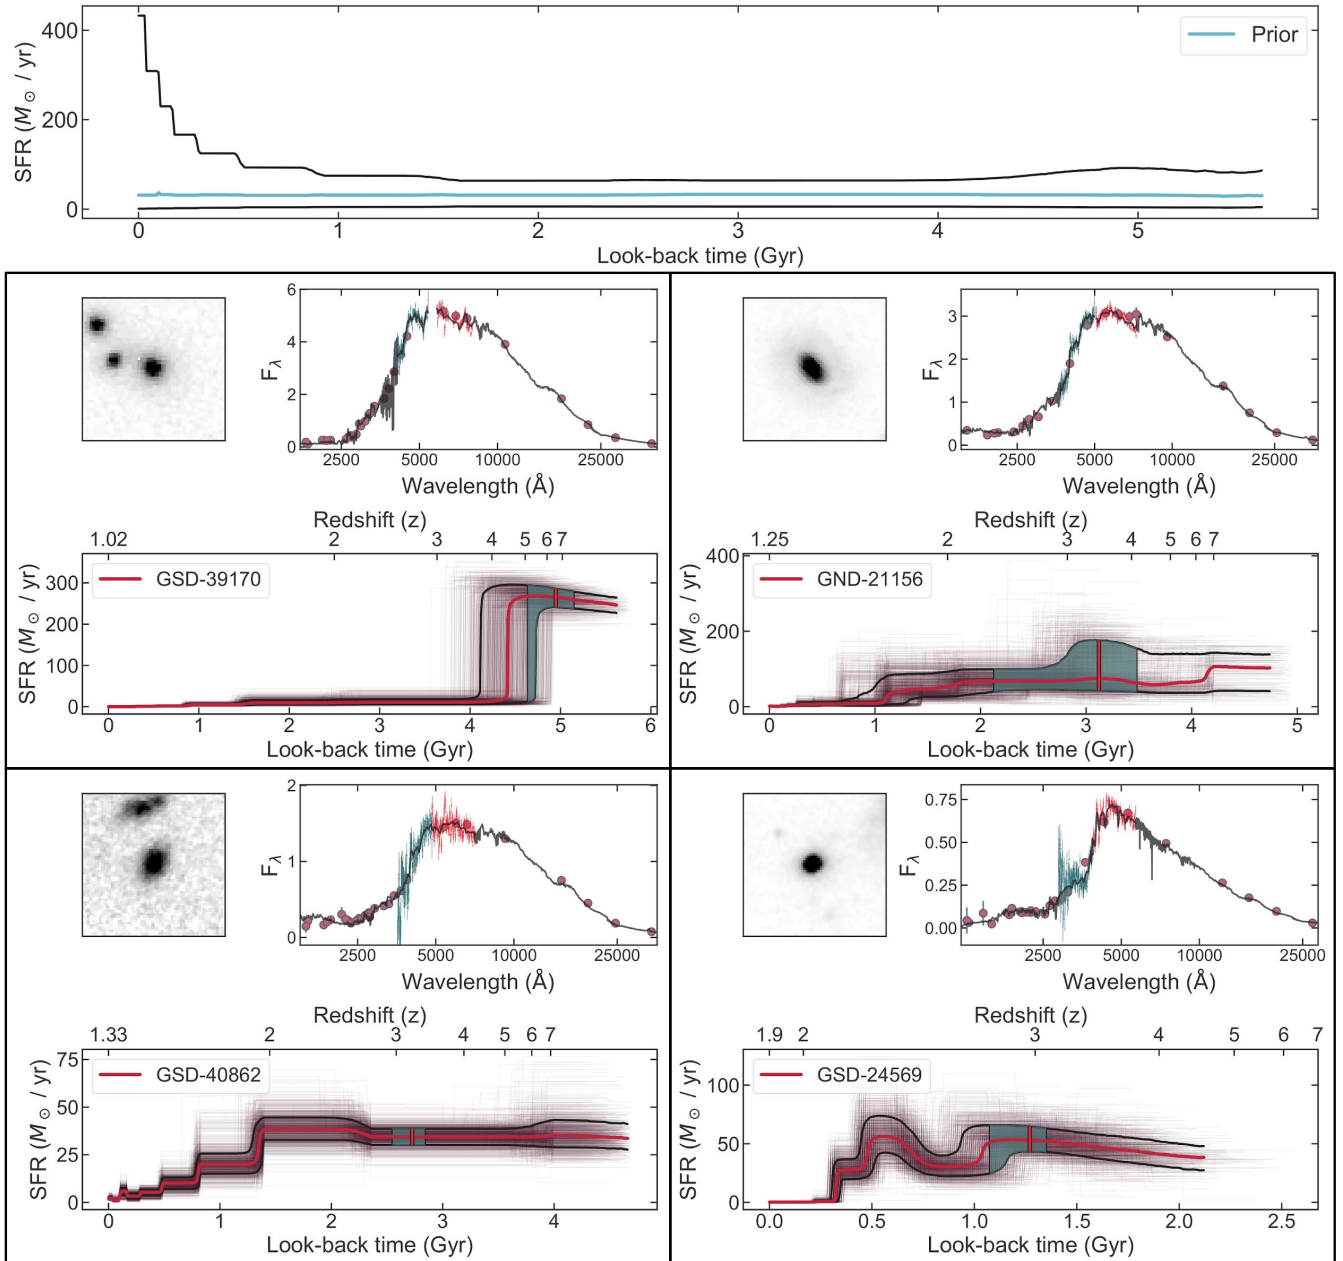 SFR (M⊙ / yr)
400
200
0
Prior
0 1 2 3 4 5
Look-back time (Gyr)
Fλ
6
4
2
0
2500 5000 10000 25000
Wavelength (Å)
Redshift (z)
1.02 2 3 4 5 6 7
SFR (M⊙ / yr)
300
200
100
0
GSD-39170
0 1 2 3 4 5 6
Look-back time (Gyr)
Fλ
3
2
1
0
2500 5000 10000 25000
Wavelength (Å)
Redshift (z)
1.25 2 3 4 5 6 7
SFR (M⊙ / yr)
400
200
0
GND-21156
0 1 2 3 4 5
Look-back time (Gyr)
Fλ
2
1
0
2500 5000 10000 25000
Wavelength (Å)
Redshift (z)
1.33 2 3 4 5 6 7
SFR (M⊙ / yr)
75
50
25
0
GSD-40862
0 1 2 3 4
Look-back time (Gyr)
Fλ
0.75
0.50
0.25
0.00
2500 5000 10000 25000
Wavelength (Å)
Redshift (z)
1.9 2 3 4 5 6 7
SFR (M⊙ / yr)
100
50
0
GSD-24569
0.0 0.5 1.0 1.5 2.0 2.5
Look-back time (Gyr)